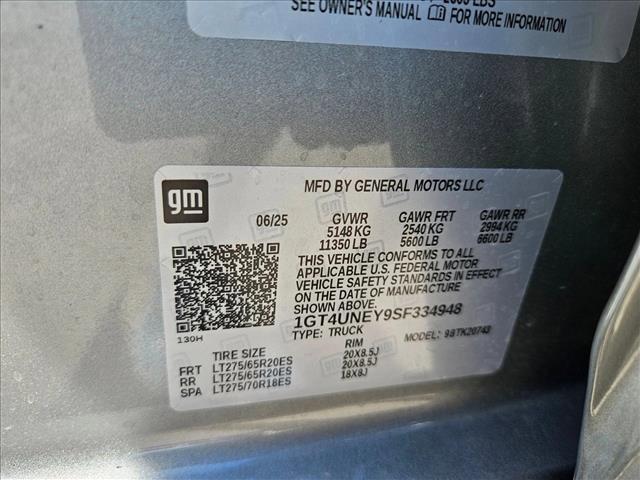 SEE OWNER'S MANUAL FOR MORE INFORMATION
gm
MFD BY GENERAL MOTORS LLC
06/25 GVWR GAWR FRT GAWR RR
5148 KG 2540 KG 2994 KG
11350 LB 5600 LB 6600 LB
THIS VEHICLE CONFORMS TO ALL
APPLICABLE U.S. FEDERAL MOTOR
VEHICLE SAFETY STANDARDS IN
EFFECT ON THE DATE OF MANUFACTURE
SHOWN ABOVE.
1GT4UNEY9SF334948
130H
TYPE: TRUCK MODEL: 9BTK20743
TIRE SIZE RIM
FRT LT275/65R20ES 20X8.5J
RR LT275/65R20ES 20X8.5J
SPA LT275/70R18ES 18X8J